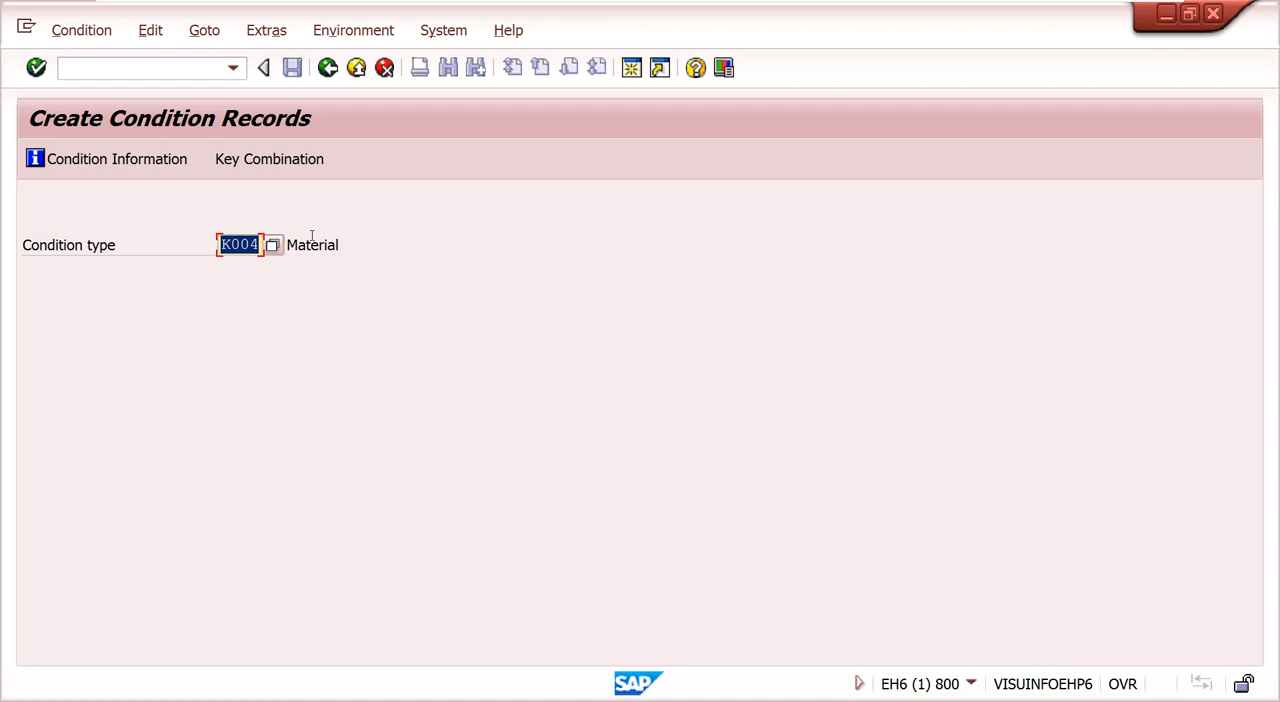 Condition Edit Goto Extras Environment System Help
Create Condition Records
Condition Information Key Combination
Condition type K004 Material
SAP EH6 (1) 800 VISUINFOEHP6 OVR